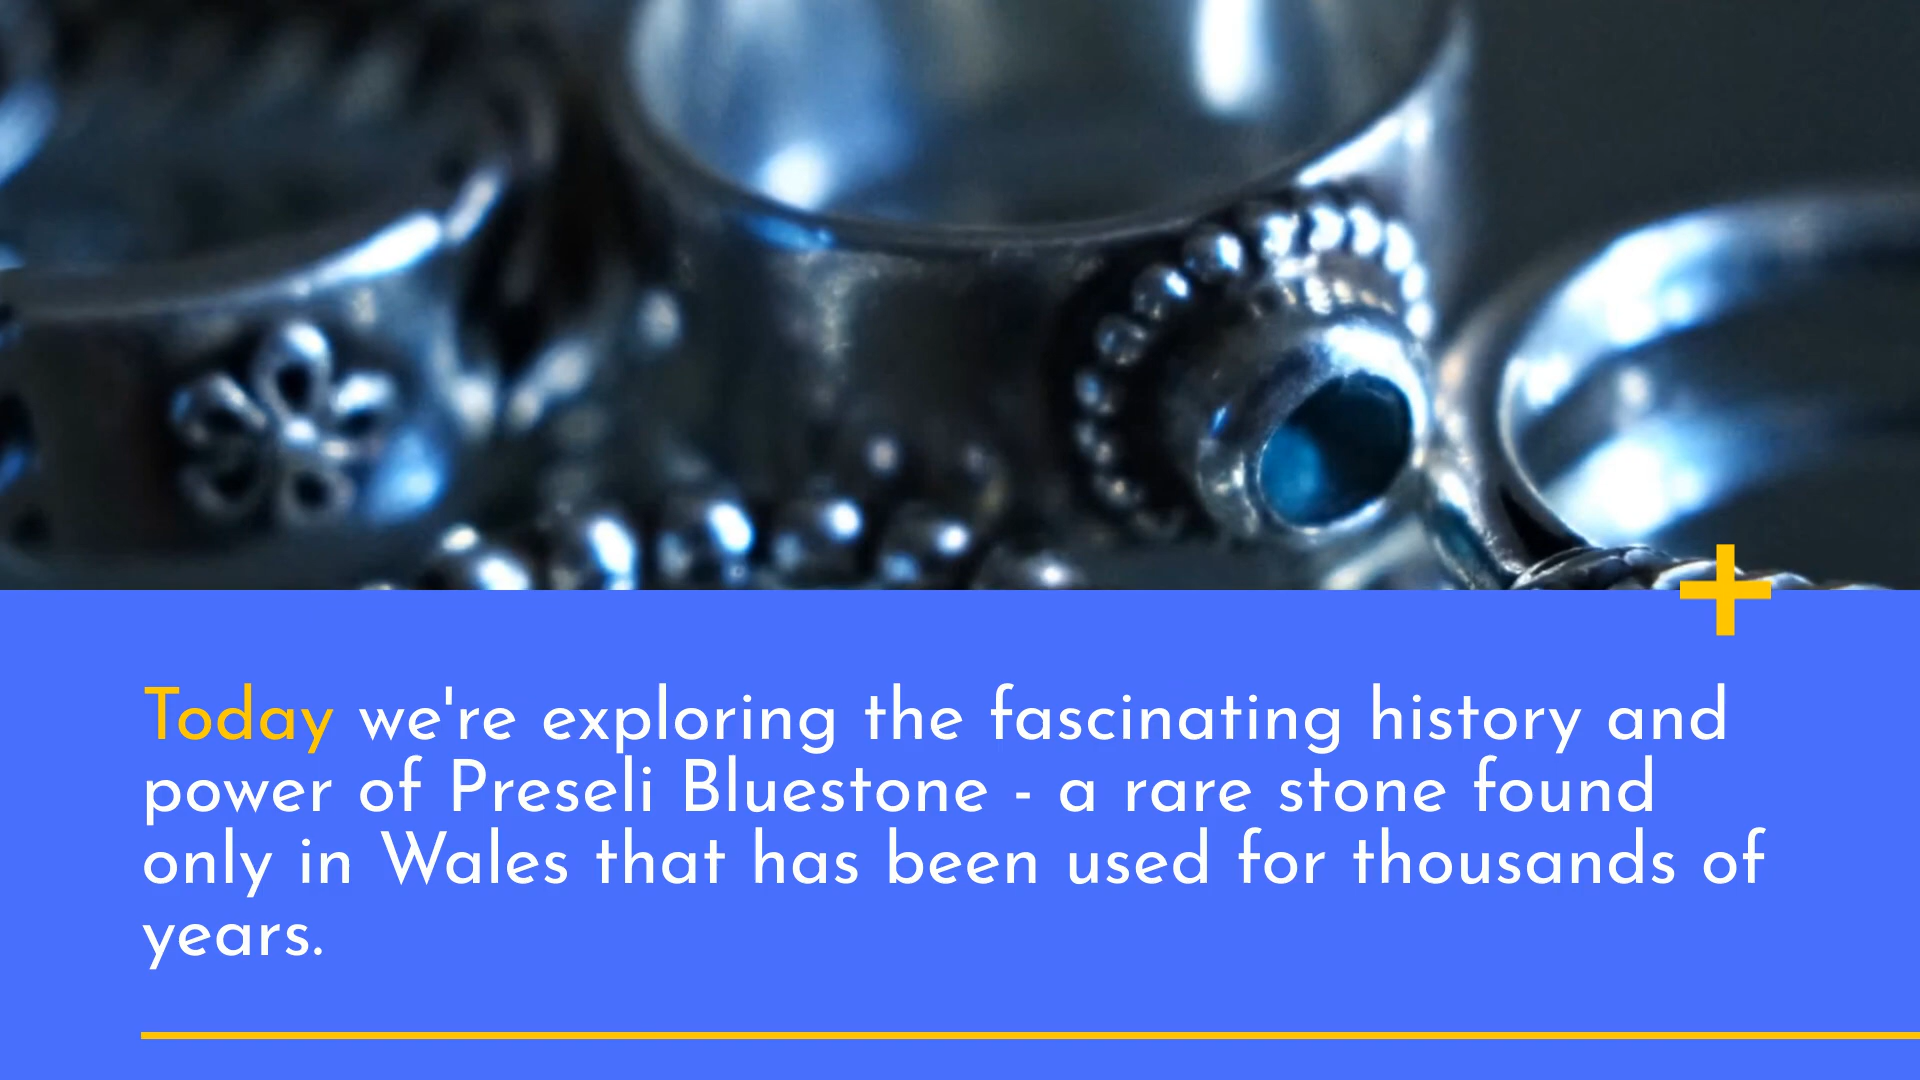 Today we're exploring the fascinating history and
power of Preseli Bluestone - a rare stone found
only in Wales that has been used for thousands of
years.